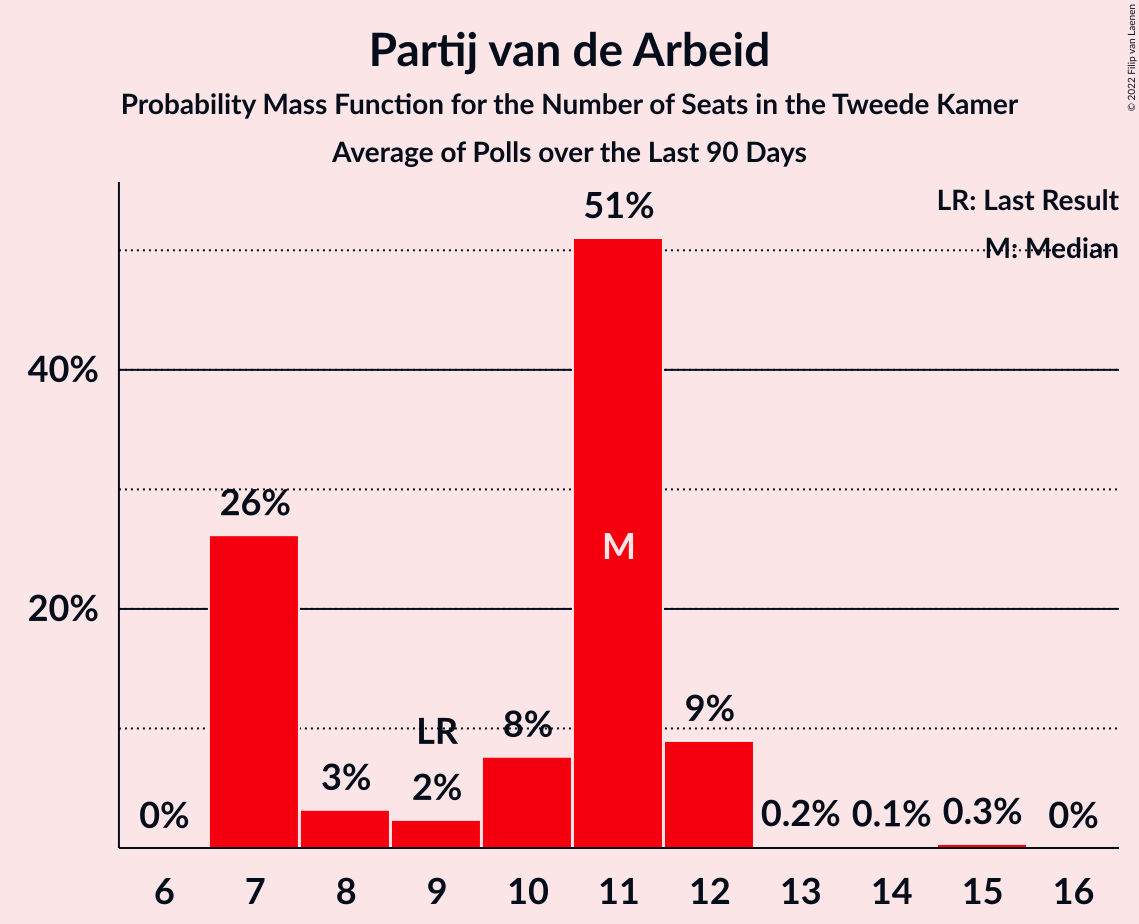 Partij van de Arbeid
Probability Mass Function for the Number of Seats in the Tweede Kamer
Average of Polls over the Last 90 Days
© 2022 Filip van Laenen
LR: Last Result
M: Median
51%
40%
26%
M
20%
9%
8%
LR
3%
2%
0%
0.2%
0.1%
0.3%
0%
6 7 8 9 10 11 12 13 14 15 16